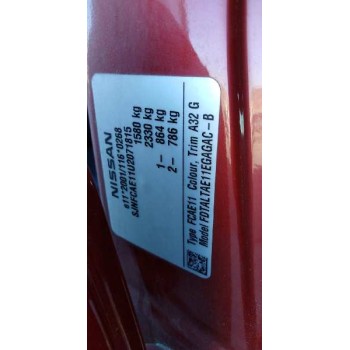 NISSAN
e11*2001/116*0268
SJNFCAE11U2071815
1580 kg
2330 kg
1- 864 kg
2- 786 kg
Type FCAE11 Colour, Trim A32 G
Model FDTALTAE11EGAGAC-B